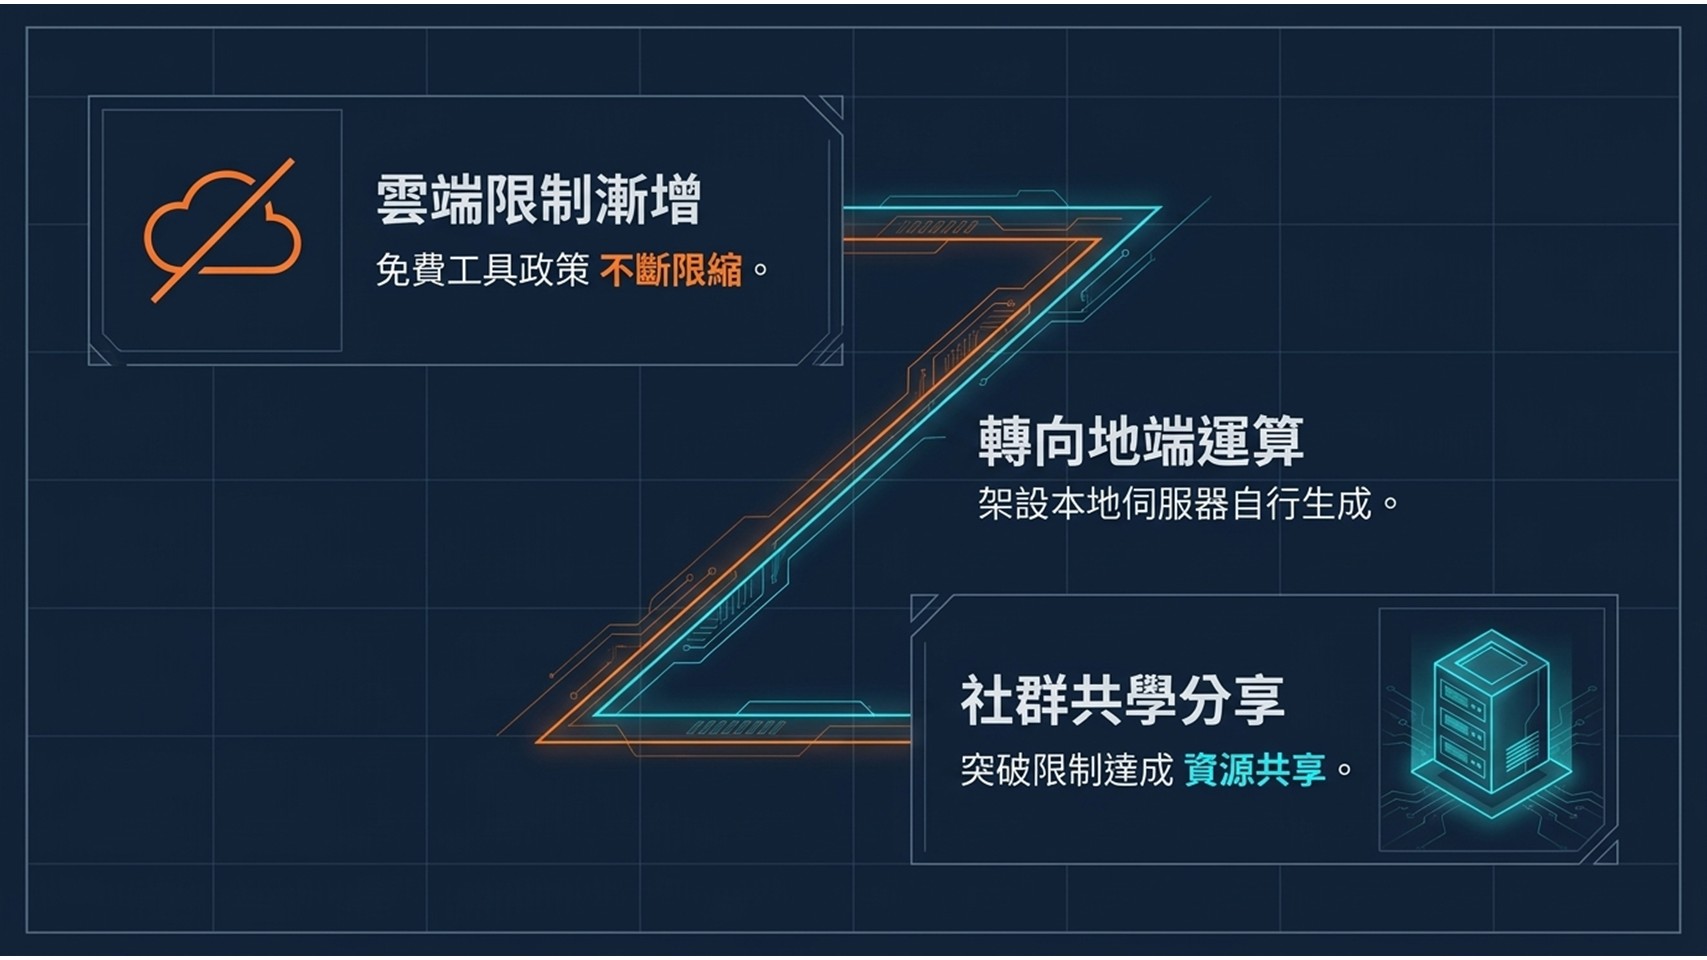 雲端限制漸增
免費工具政策 不斷限縮。
轉向地端運算
架設本地伺服器自行生成。
社群共學分享
突破限制達成 資源共享。